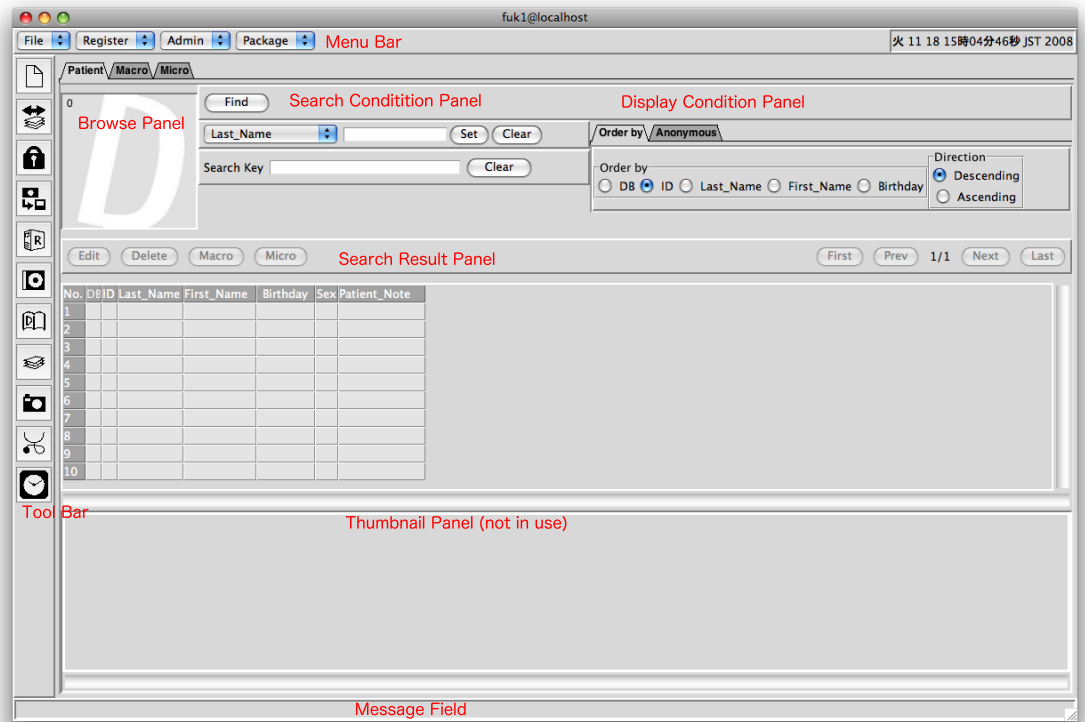 fuk1@localhost
File Register Admin Package Menu Bar 火 11 18 15時04分46秒 JST 2008
Patient Macro Micro
0
Browse Panel
Find Search Conditition Panel Display Condition Panel
Last_Name Set Clear
Search Key Clear
Order by Anonymous
Order by
DB ID Last_Name First_Name Birthday
Direction
Descending
Ascending
Edit Delete Macro Micro Search Result Panel First Prev 1/1 Next Last
No. DB ID Last_Name First_Name Birthday Sex Patient_Note
1
2
3
4
5
6
7
8
9
10
Tool Bar
Thumbnail Panel (not in use)
Message Field
D
R
D